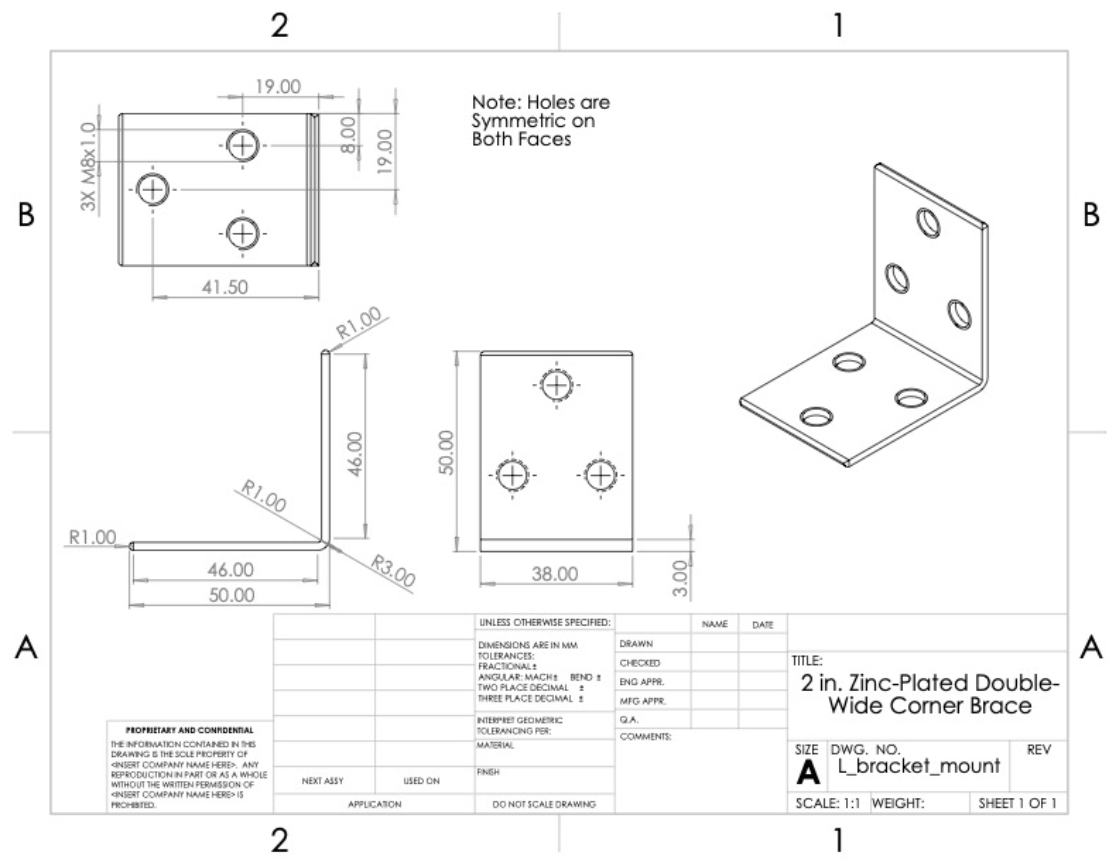 2
1
19.00
Note: Holes are
Symmetric on
Both Faces
3X M8x1.0
8.00
19.00
B
B
41.50
R1.00
50.00
46.00
R1.00
R1.00
R3.00
46.00
50.00
38.00
3.00
A
A
UNLESS OTHERWISE SPECIFIED:
DIMENSIONS ARE IN MM
TOLERANCES:
FRACTIONAL ±
ANGULAR: MACH ± BEND ±
TWO PLACE DECIMAL ±
THREE PLACE DECIMAL ±
INTERPRET GEOMETRIC
TOLERANCING PER:
MATERIAL
FINISH
DO NOT SCALE DRAWING
NAME DATE
DRAWN
CHECKED
ENG APPR.
MFG APPR.
Q.A.
COMMENTS:
TITLE:
2 in. Zinc-Plated Double-
Wide Corner Brace
SIZE DWG. NO. REV
A L_bracket_mount
SCALE: 1:1 WEIGHT: SHEET 1 OF 1
PROPRIETARY AND CONFIDENTIAL
THE INFORMATION CONTAINED IN THIS
DRAWING IS THE SOLE PROPERTY OF
<INSERT COMPANY NAME HERE>. ANY
REPRODUCTION IN PART OR AS A WHOLE
WITHOUT THE WRITTEN PERMISSION OF
<INSERT COMPANY NAME HERE> IS
PROHIBITED.
NEXT ASSY USED ON
APPLICATION
2
1